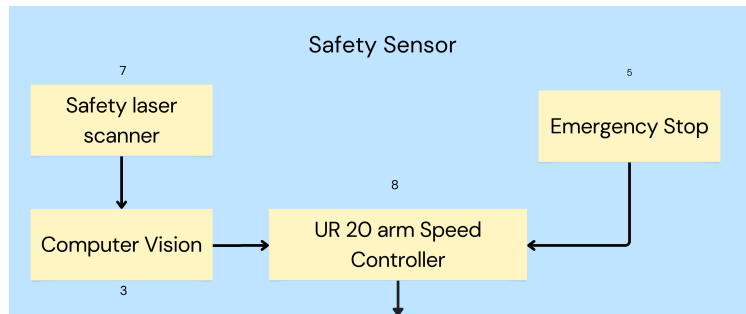 Safety Sensor
7
5
Safety laser
scanner
Emergency Stop
8
Computer Vision
UR 20 arm Speed
Controller
3